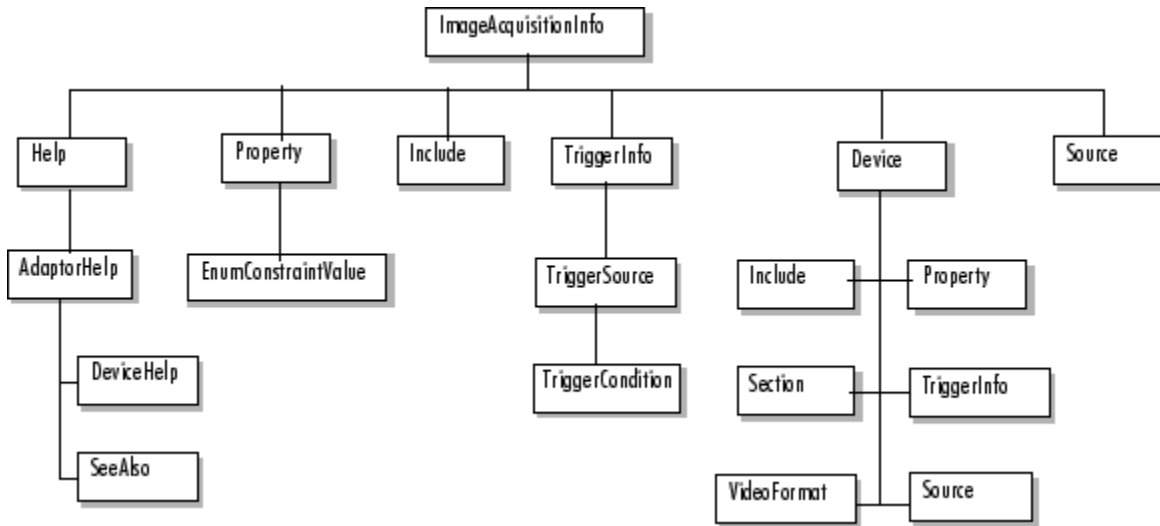 ImageAcquisitionInfo
Help
Property
Include
TriggerInfo
Device
Source
AdaptorHelp
EnumConstraintValue
TriggerSource
Include
Property
DeviceHelp
TriggerCondition
Section
TriggerInfo
SeeAlso
VideoFormat
Source